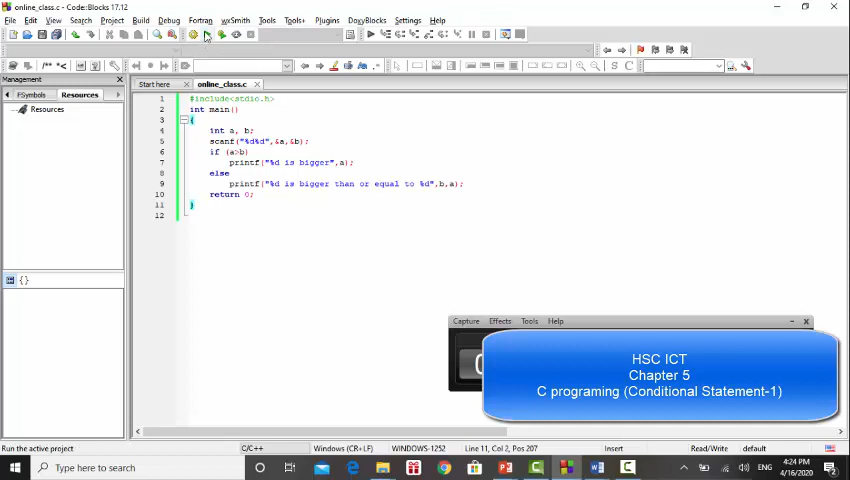 online_class.c - Code::Blocks 17.12
File Edit View Search Project Build Debug Fortran wxSmith Tools Tools+ Plugins DoxyBlocks Settings Help
Management
FSymbols Resources
Resources
Start here online_class.c
1 #include<stdio.h>
2 int main()
3 {
4 int a, b;
5 scanf("%d%d",&a,&b);
6 if (a>b)
7 printf("%d is bigger",a);
8 else
9 printf("%d is bigger than or equal to %d",b,a);
10 return 0;
11 }
12
Capture Effects Tools Help
HSC ICT
Chapter 5
C programing (Conditional Statement-1)
Run the active project C/C++ Windows (CR+LF) WINDOWS-1252 Line 11, Col 2, Pos 207 Insert Read/Write default
Type here to search
ENG
4:24 PM
4/16/2020